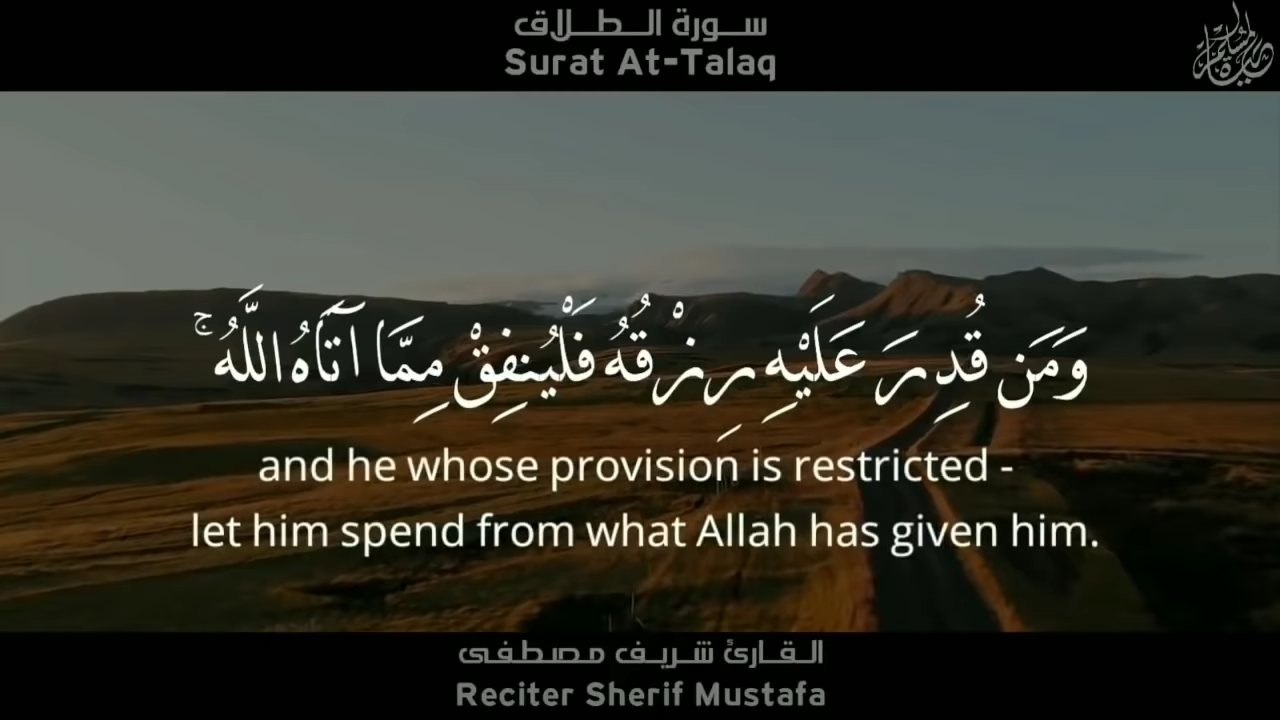 سورة الطلاق
Surat At-Talaq
وَمَن قُدِرَ عَلَيْهِ رِزْقُهُ فَلْيُنفِقْ مِمَّا آتَاهُ اللَّهُ ۚ
and he whose provision is restricted -
let him spend from what Allah has given him.
القارئ شريف مصطفى
Reciter Sherif Mustafa